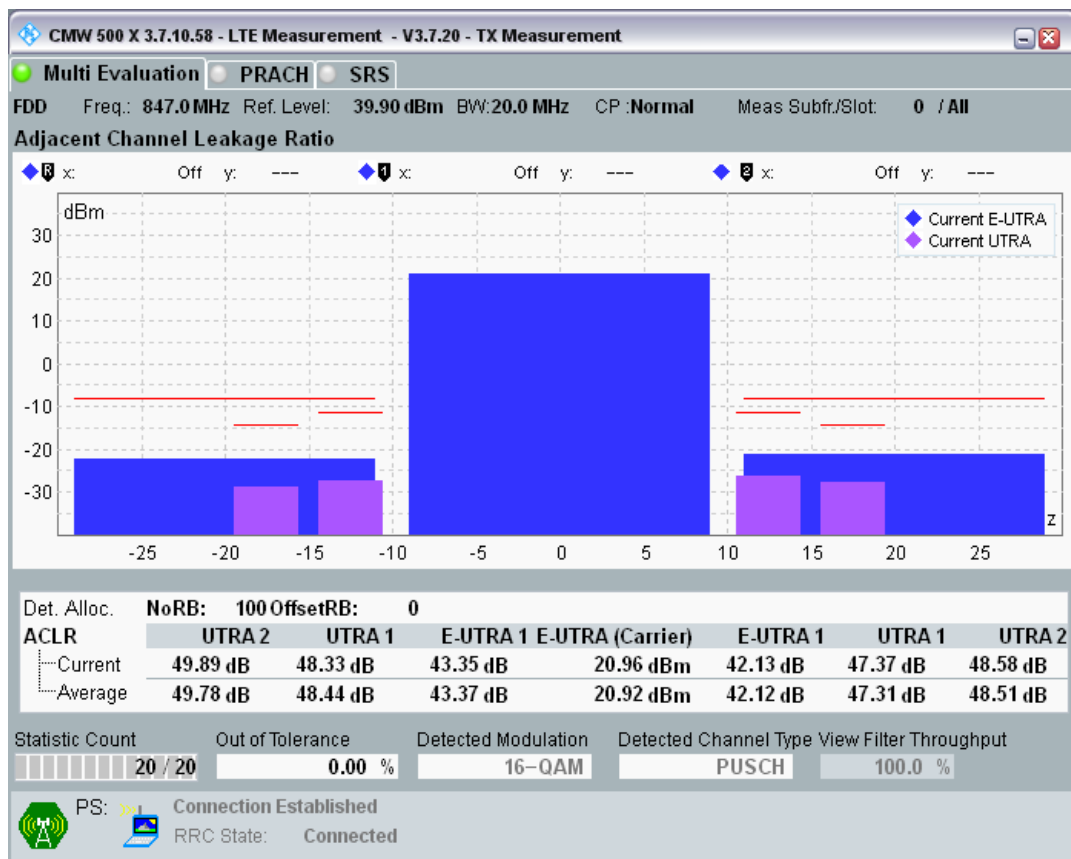 CMW 500 X 3.7.10.58 - LTE Measurement - V3.7.20 - TX Measurement
Multi Evaluation PRACH SRS
FDD Freq.: 847.0 MHz Ref. Level: 39.90 dBm BW:20.0 MHz CP :Normal Meas Subfr./Slot: 0 / All
Adjacent Channel Leakage Ratio
R x: Off y: --- 1 x: Off y: --- 2 x: Off y: ---
dBm
Current E-UTRA
Current UTRA
30
20
10
0
-10
-20
-30
z
-25 -20 -15 -10 -5 0 5 10 15 20 25
Det. Alloc. NoRB: 100 OffsetRB: 0
ACLR UTRA 2 UTRA 1 E-UTRA 1 E-UTRA (Carrier) E-UTRA 1 UTRA 1 UTRA 2
Current 49.89 dB 48.33 dB 43.35 dB 20.96 dBm 42.13 dB 47.37 dB 48.58 dB
Average 49.78 dB 48.44 dB 43.37 dB 20.92 dBm 42.12 dB 47.31 dB 48.51 dB
Statistic Count Out of Tolerance Detected Modulation Detected Channel Type View Filter Throughput
20 / 20 0.00 % 16-QAM PUSCH 100.0 %
PS: Connection Established
RRC State: Connected